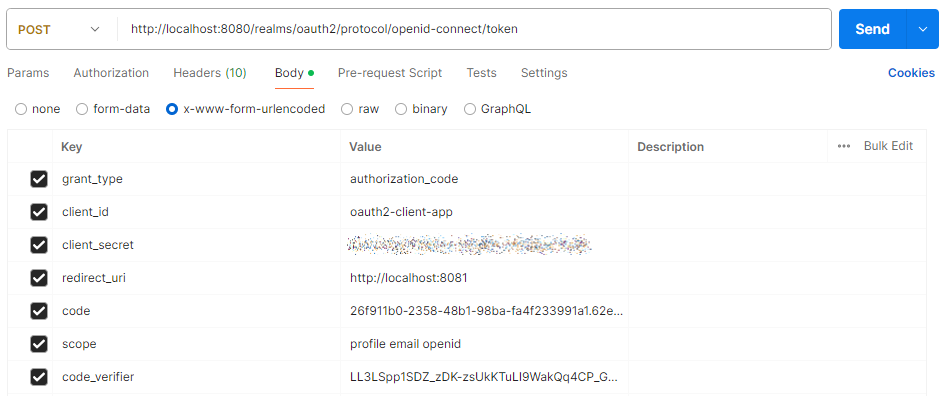 POST http://localhost:8080/realms/oauth2/protocol/openid-connect/token Send
Params Authorization Headers (10) Body Pre-request Script Tests Settings Cookies
none form-data x-www-form-urlencoded raw binary GraphQL
Key Value Description ••• Bulk Edit
grant_type authorization_code
client_id oauth2-client-app
client_secret
redirect_uri http://localhost:8081
code 26f911b0-2358-48b1-98ba-fa4f233991a1.62e...
scope profile email openid
code_verifier LL3LSpp1SDZ_zDK-zsUkKTuLI9WakQq4CP_G...